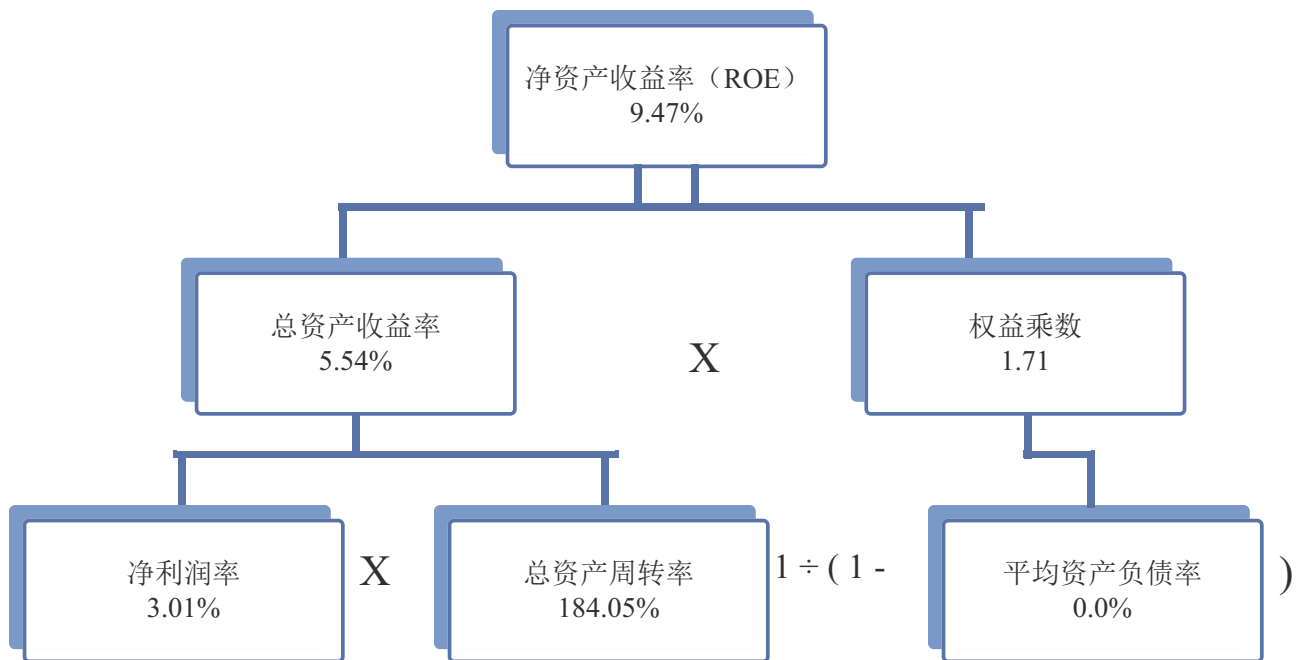 净资产收益率（ROE）
9.47%
总资产收益率
5.54%
X
权益乘数
1.71
净利润率
3.01%
X
总资产周转率
184.05%
1 ÷ ( 1 -
平均资产负债率
0.0%
)